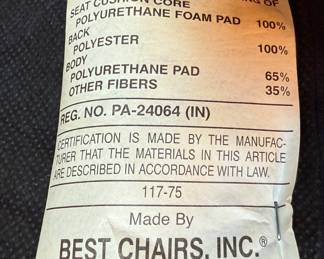 SEAT CUSHION CORE
POLYURETHANE FOAM PAD 100%
BACK
POLYESTER 100%
BODY
POLYURETHANE PAD 65%
OTHER FIBERS 35%
REG. NO. PA-24064 (IN)
CERTIFICATION IS MADE BY THE MANUFAC-
TURER THAT THE MATERIALS IN THIS ARTICLE
ARE DESCRIBED IN ACCORDANCE WITH LAW.
117-75
Made By
BEST CHAIRS, INC.®